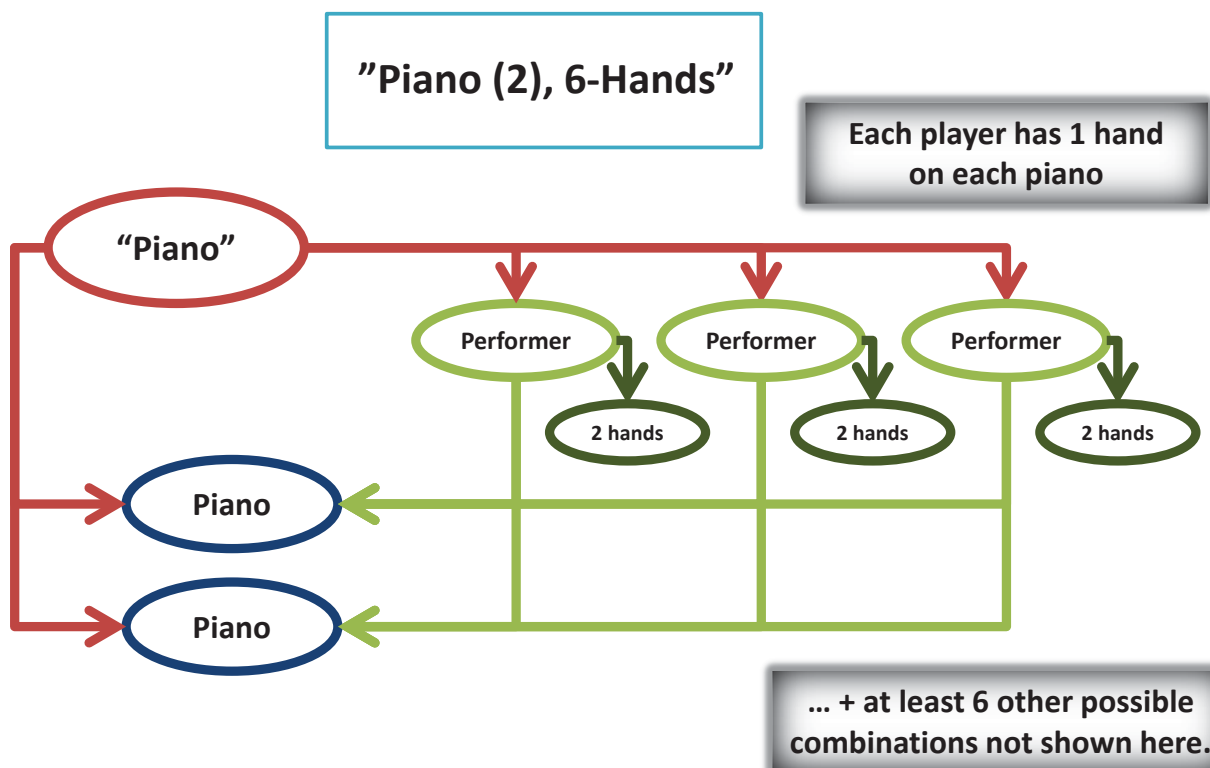 ”Piano (2), 6-Hands”
Each player has 1 hand
on each piano
“Piano”
Performer
Performer
Performer
2 hands
2 hands
2 hands
Piano
Piano
... + at least 6 other possible
combinations not shown here.